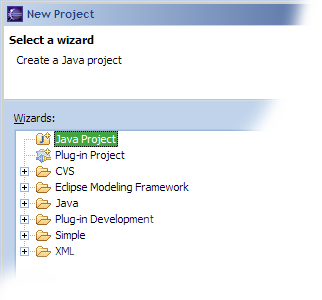 New Project
Select a wizard
Create a Java project
Wizards:
Java Project
Plug-in Project
CVS
Eclipse Modeling Framework
Java
Plug-in Development
Simple
XML